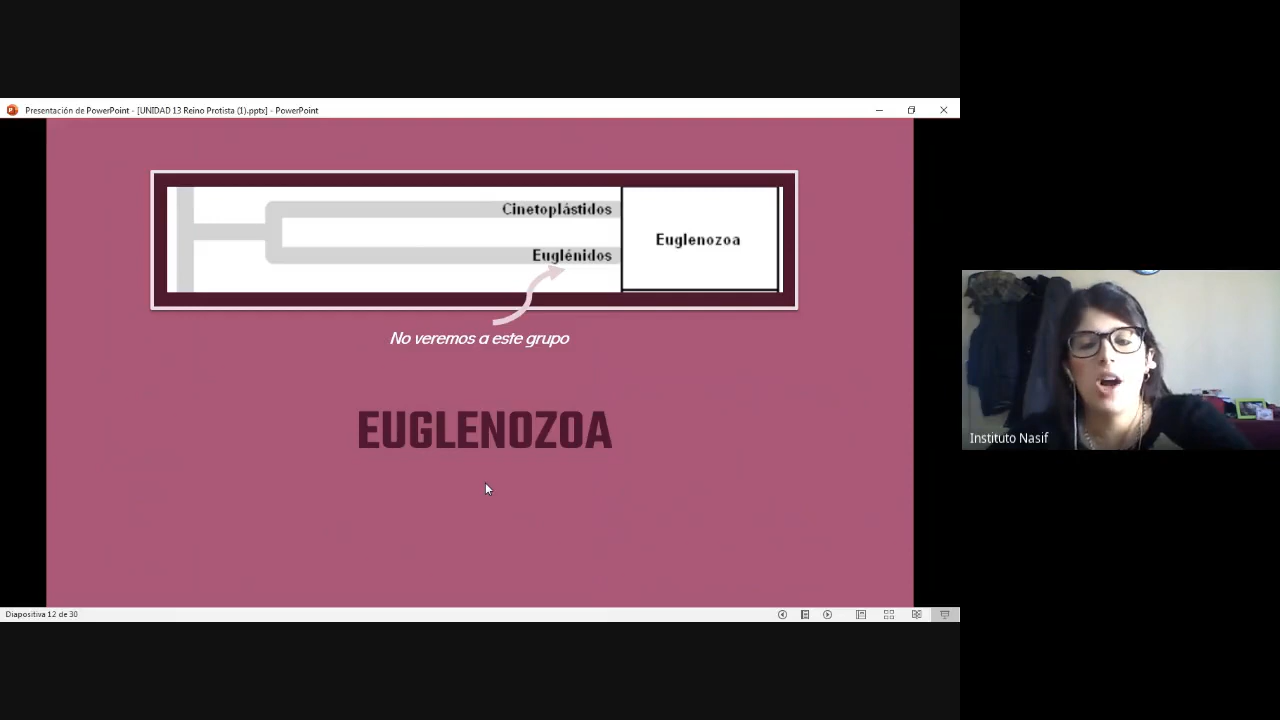 Presentación de PowerPoint - [UNIDAD 13 Reino Protista (1).pptx] - PowerPoint
Cinetoplástidos
Euglénidos
Euglenozoa
No veremos a este grupo
EUGLENOZOA
Instituto Nasif
Diapositiva 12 de 30